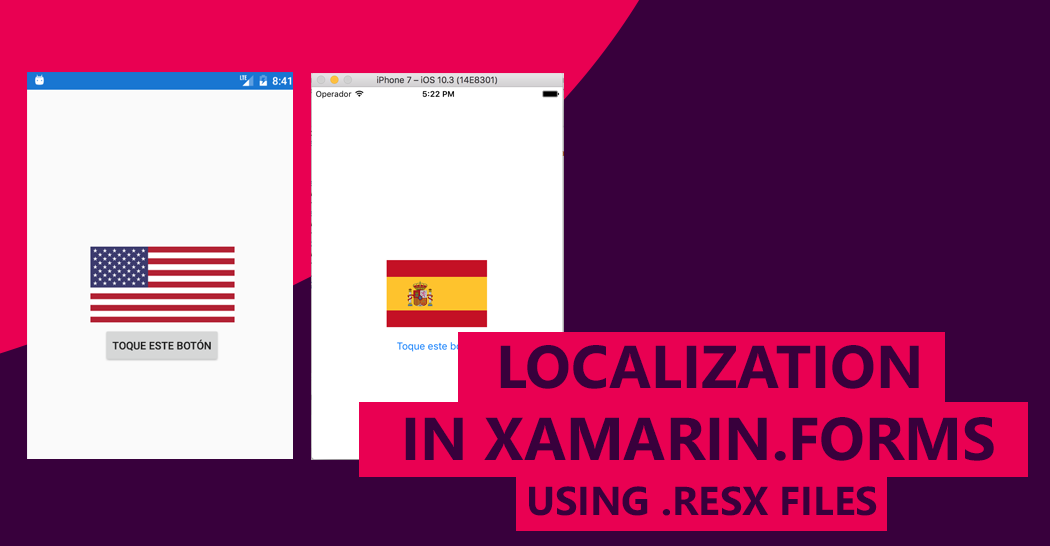 LTE 8:41
TOQUE ESTE BOTÓN
iPhone 7 – iOS 10.3 (14E8301)
Operador 5:22 PM
Toque este
LOCALIZATION
IN XAMARIN.FORMS
USING .RESX FILES